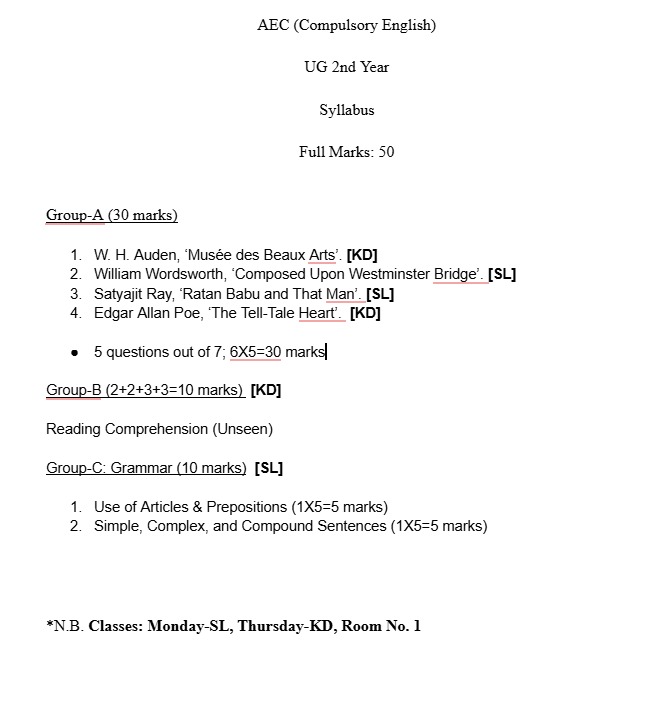 AEC (Compulsory English)
UG 2nd Year
Syllabus
Full Marks: 50
Group-A (30 marks)
1. W. H. Auden, ‘Musée des Beaux Arts’. [KD]
2. William Wordsworth, ‘Composed Upon Westminster Bridge’. [SL]
3. Satyajit Ray, ‘Ratan Babu and That Man’. [SL]
4. Edgar Allan Poe, ‘The Tell-Tale Heart’. [KD]
● 5 questions out of 7; 6X5=30 marks
Group-B (2+2+3+3=10 marks) [KD]
Reading Comprehension (Unseen)
Group-C: Grammar (10 marks) [SL]
1. Use of Articles & Prepositions (1X5=5 marks)
2. Simple, Complex, and Compound Sentences (1X5=5 marks)
*N.B. Classes: Monday-SL, Thursday-KD, Room No. 1